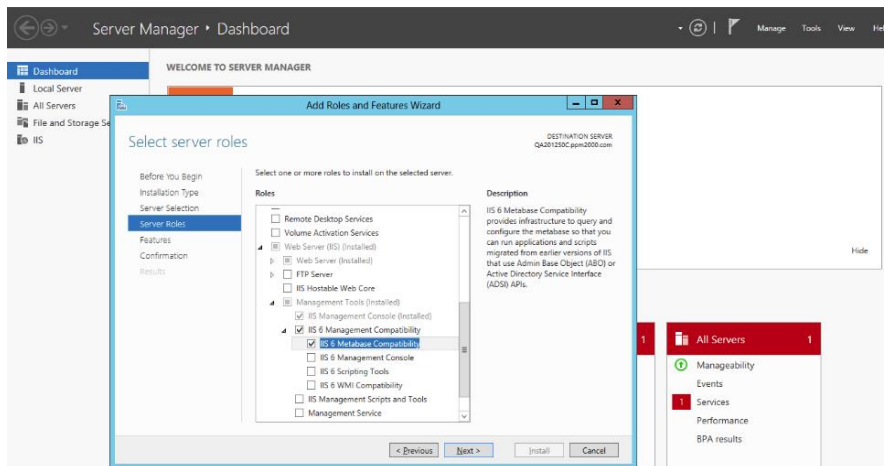 Server Manager • Dashboard
Manage Tools View
Dashboard
Local Server
All Servers
File and Storage Se
IIS
WELCOME TO SERVER MANAGER
Add Roles and Features Wizard
Select server roles
DESTINATION SERVER
QA201250C.ppm2000.com
Before You Begin
Installation Type
Server Selection
Server Roles
Features
Confirmation
Results
Select one or more roles to install on the selected server.
Roles
Remote Desktop Services
Volume Activation Services
Web Server (IIS) (Installed)
Web Server (Installed)
FTP Server
IIS Hostable Web Core
Management Tools (Installed)
IIS Management Console (Installed)
IIS 6 Management Compatibility
IIS 6 Metabase Compatibility
IIS 6 Management Console
IIS 6 Scripting Tools
IIS 6 WMI Compatibility
IIS Management Scripts and Tools
Management Service
Description
IIS 6 Metabase Compatibility
provides infrastructure to query and
configure the metabase so that you
can run applications and scripts
migrated from earlier versions of IIS
that use Admin Base Object (ABO) or
Active Directory Service Interface
(ADSI) APIs.
< Previous Next > Install Cancel
Hide
1
All Servers 1
Manageability
Events
1 Services
Performance
BPA results